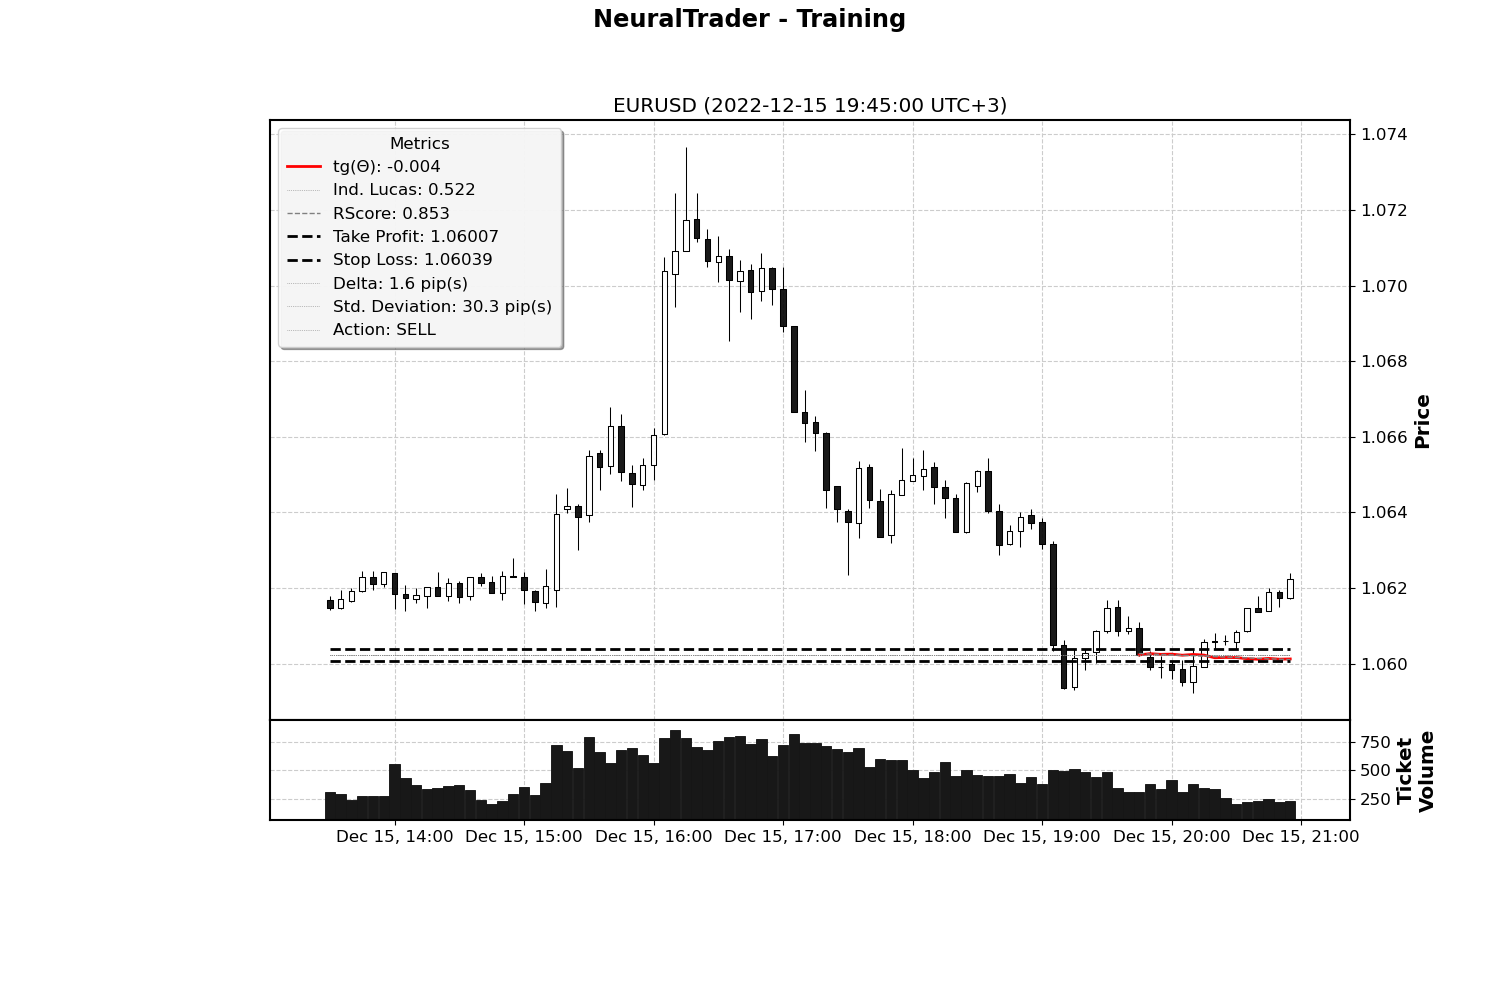 NeuralTrader - Training
EURUSD (2022-12-15 19:45:00 UTC+3)
Metrics
tg(Θ): -0.004
Ind. Lucas: 0.522
RScore: 0.853
Take Profit: 1.06007
Stop Loss: 1.06039
Delta: 1.6 pip(s)
Std. Deviation: 30.3 pip(s)
Action: SELL
1.074
1.072
1.070
1.068
1.066
1.064
1.062
1.060
Price
750
500
250
Ticket
Volume
Dec 15, 14:00 Dec 15, 15:00 Dec 15, 16:00 Dec 15, 17:00 Dec 15, 18:00 Dec 15, 19:00 Dec 15, 20:00 Dec 15, 21:00